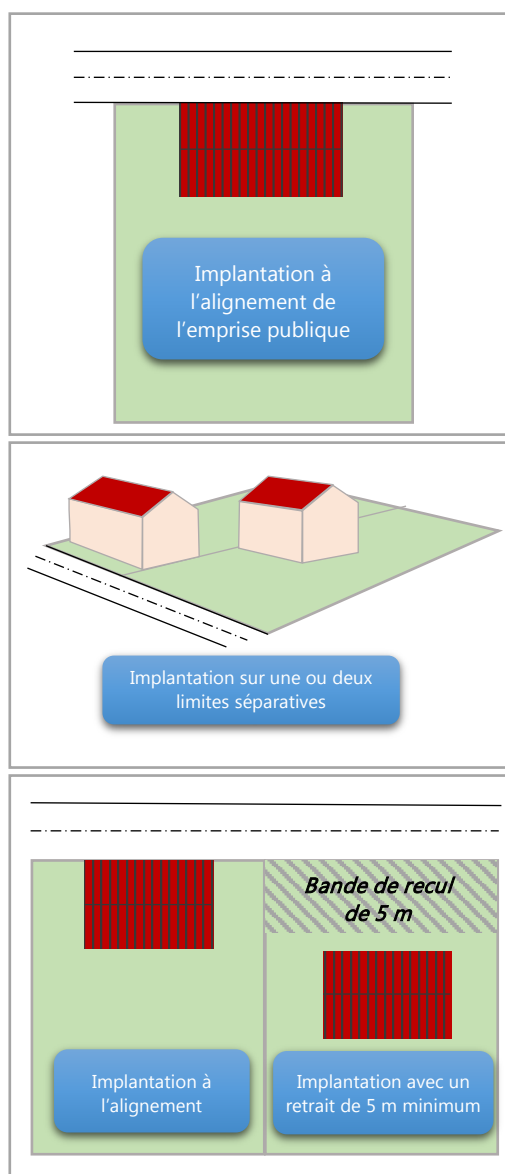 Implantation à
l'alignement de
l'emprise publique
Implantation sur une ou deux
limites séparatives
Bande de recul
de 5 m
Implantation à
l'alignement
Implantation avec un
retrait de 5 m minimum